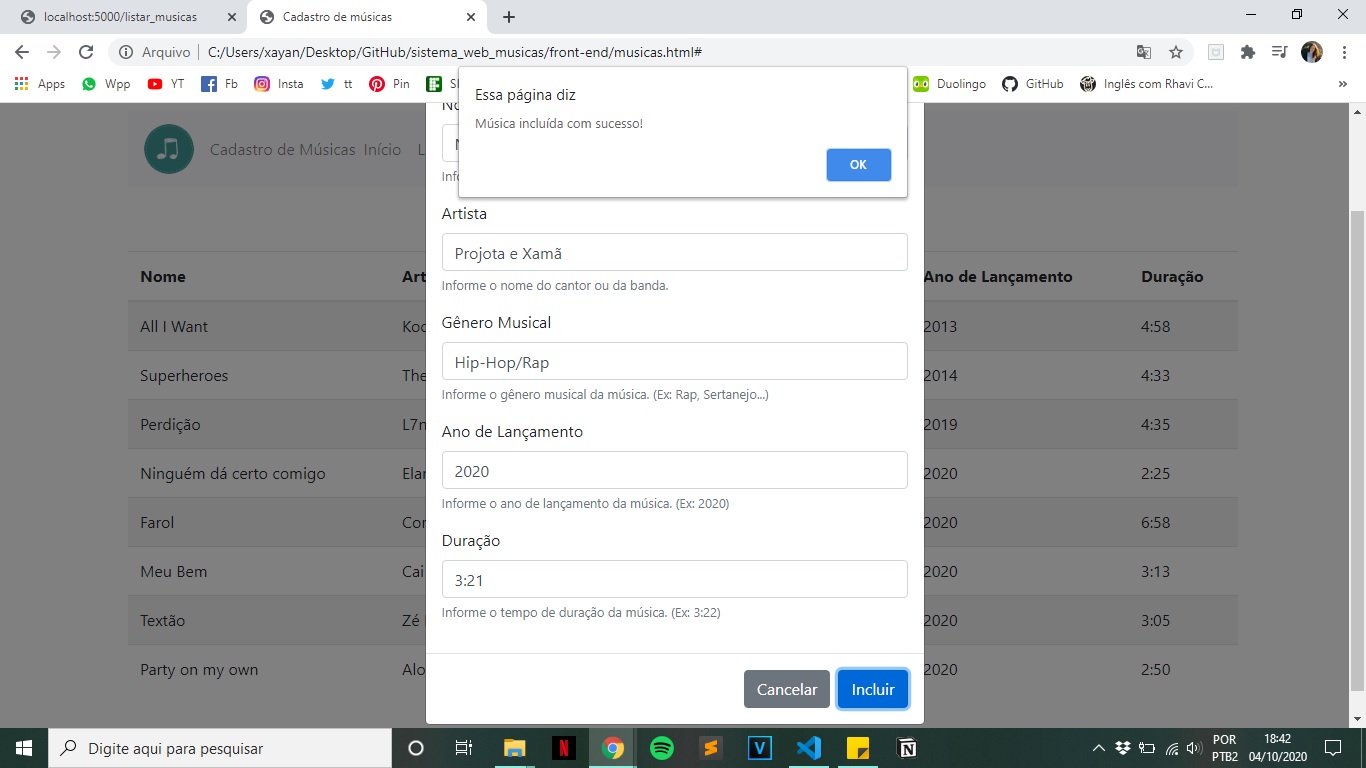 localhost:5000/listar_musicas
Cadastro de músicas
Arquivo
C:/Users/xayan/Desktop/GitHub/sistema_web_musicas/front-end/musicas.html#
Apps
Wpp
YT
Fb
Insta
tt
Pin
Duolingo
GitHub
Inglês com Rhavi C...
»
Essa página diz
Música incluída com sucesso!
OK
Cadastro de Músicas Início
Artista
Projota e Xamã
Informe o nome do cantor ou da banda.
Gênero Musical
Hip-Hop/Rap
Informe o gênero musical da música. (Ex: Rap, Sertanejo...)
Ano de Lançamento
2020
Informe o ano de lançamento da música. (Ex: 2020)
Duração
3:21
Informe o tempo de duração da música. (Ex: 3:22)
Cancelar
Incluir
Nome Art Ano de Lançamento Duração
All I Want Koc 2013 4:58
Superheroes The 2014 4:33
Perdição L7n 2019 4:35
Ninguém dá certo comigo Elan 2020 2:25
Farol Cor 2020 6:58
Meu Bem Cai 2020 3:13
Textão Zé 2020 3:05
Party on my own Alo 2020 2:50
Digite aqui para pesquisar
POR
PTB2
18:42
04/10/2020